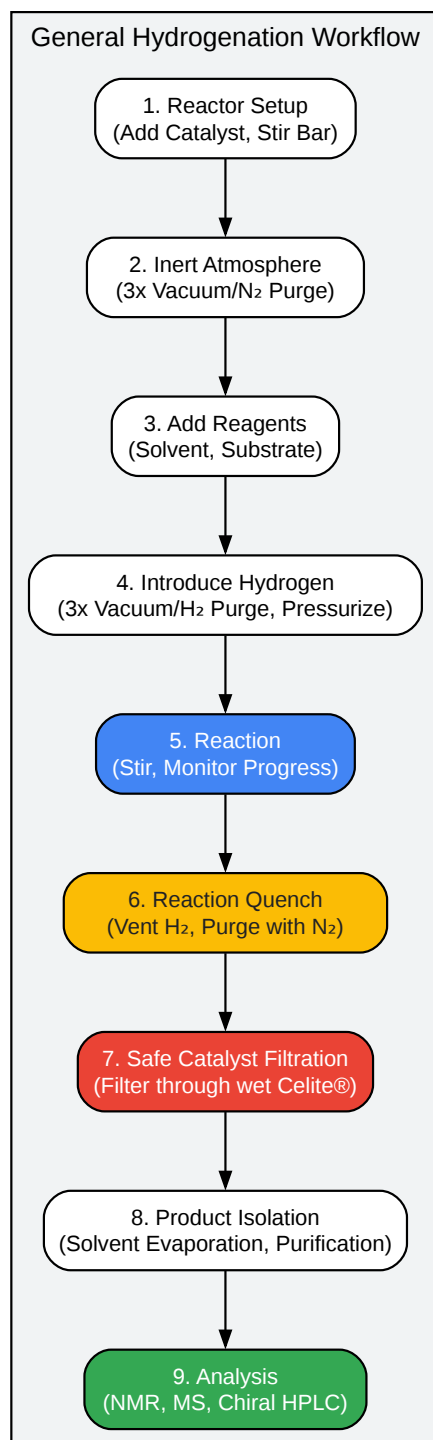 General Hydrogenation Workflow
1. Reactor Setup
(Add Catalyst, Stir Bar)
2. Inert Atmosphere
(3x Vacuum/N₂ Purge)
3. Add Reagents
(Solvent, Substrate)
4. Introduce Hydrogen
(3x Vacuum/H₂ Purge, Pressurize)
5. Reaction
(Stir, Monitor Progress)
6. Reaction Quench
(Vent H₂, Purge with N₂)
7. Safe Catalyst Filtration
(Filter through wet Celite®)
8. Product Isolation
(Solvent Evaporation, Purification)
9. Analysis
(NMR, MS, Chiral HPLC)